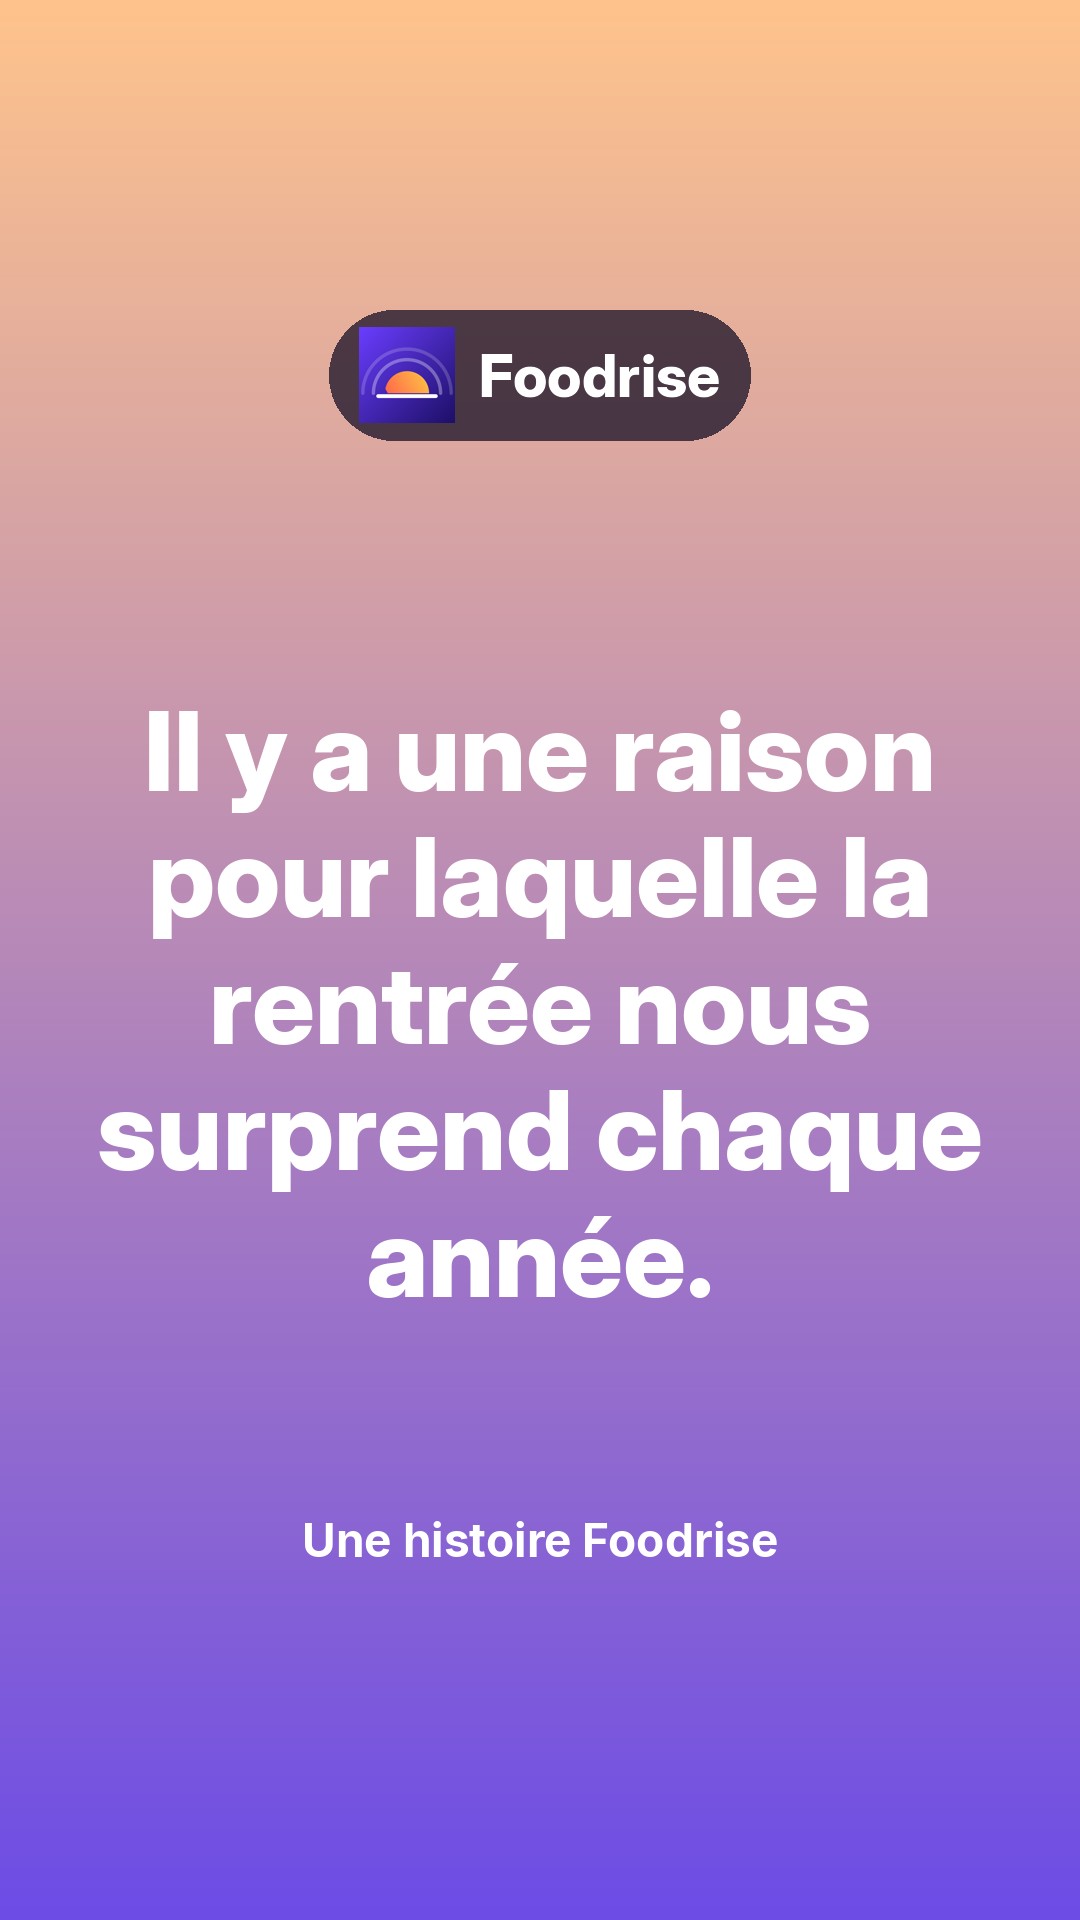 Foodrise
Il y a une raison
pour laquelle la
rentrée nous
surprend chaque
année.
Une histoire Foodrise